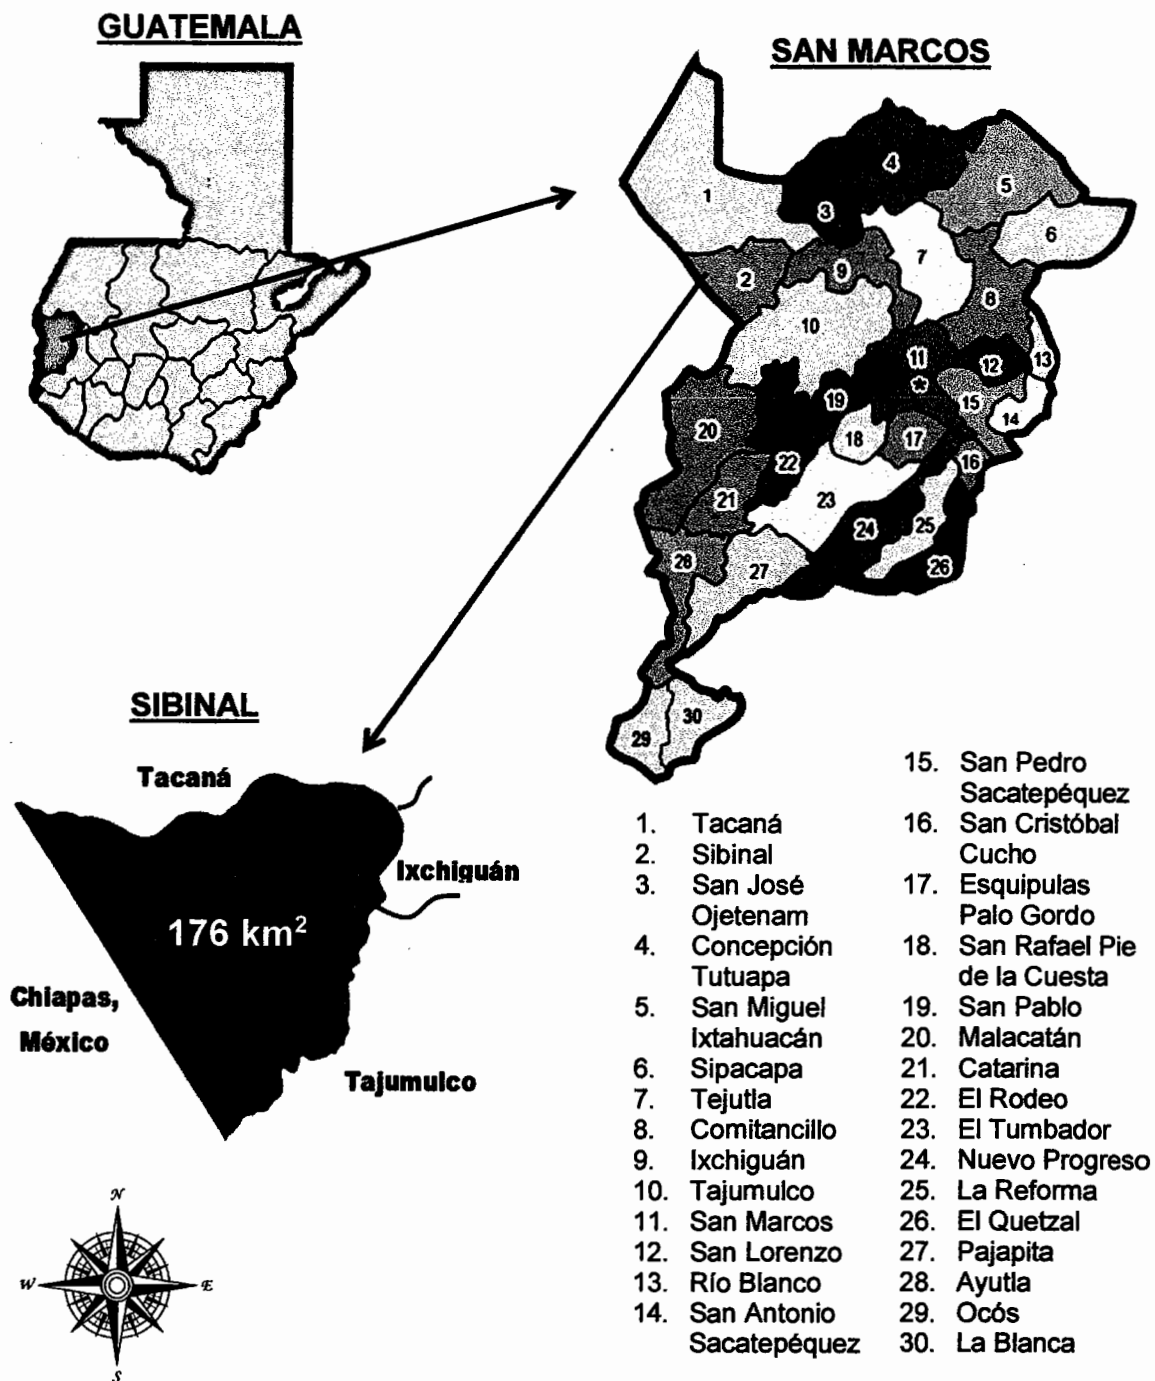 GUATEMALA
SAN MARCOS
1
2
3
4
5
6
7
8
9
10
11
12
13
14
15
16
17
18
19
20
21
22
23
24
25
26
27
28
29
30
SIBINAL
Tacaná
Ixchiguán
176 km²
Chiapas,
México
Tajumulco
N
W
E
S
1. Tacaná
2. Sibinal
3. San José
Ojetenam
4. Concepción
Tutuapa
5. San Miguel
Ixtahuacán
6. Sipacapa
7. Tejutla
8. Comitancillo
9. Ixchiguán
10. Tajumulco
11. San Marcos
12. San Lorenzo
13. Río Blanco
14. San Antonio
Sacatepéquez
15. San Pedro
Sacatepéquez
16. San Cristóbal
Cucho
17. Esquipulas
Palo Gordo
18. San Rafael Pie
de la Cuesta
19. San Pablo
20. Malacatán
21. Catarina
22. El Rodeo
23. El Tumbador
24. Nuevo Progreso
25. La Reforma
26. El Quetzal
27. Pajapita
28. Ayutla
29. Ocós
30. La Blanca